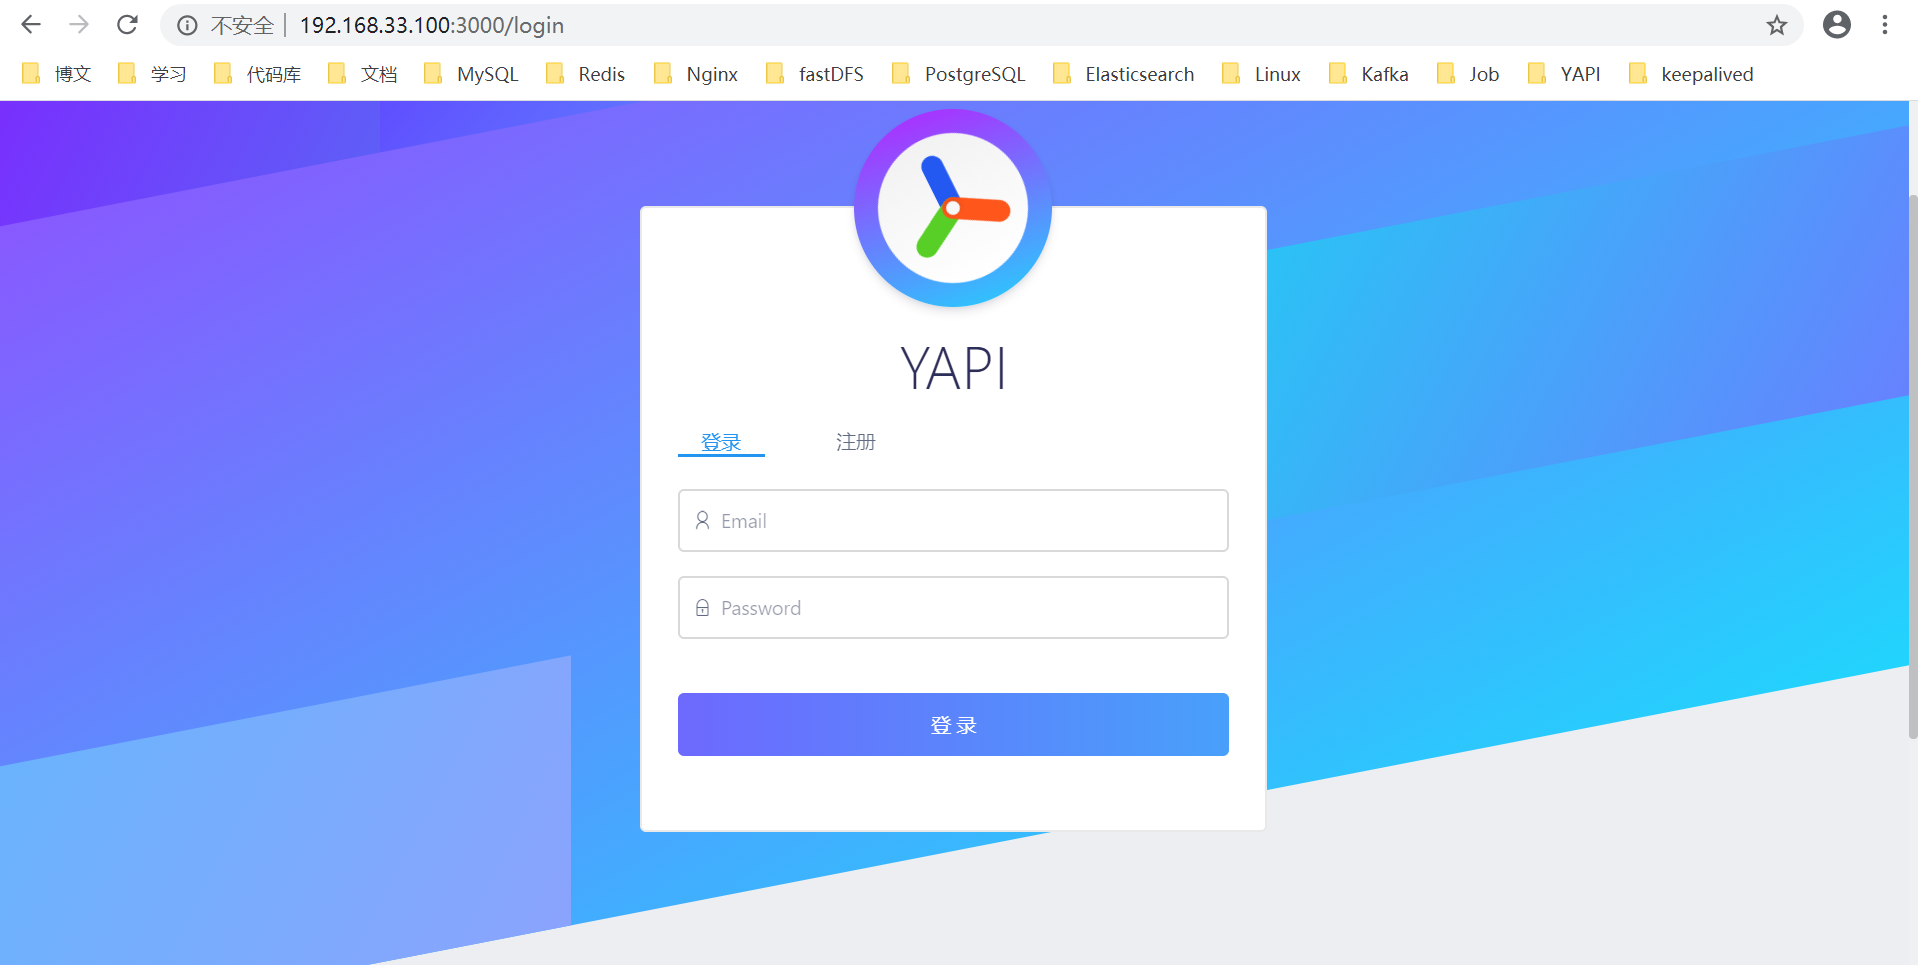 不安全 192.168.33.100:3000/login
博文 学习 代码库 文档 MySQL Redis Nginx fastDFS PostgreSQL Elasticsearch Linux Kafka Job YAPI keepalived
YAPI
登录 注册
Email
Password
登 录